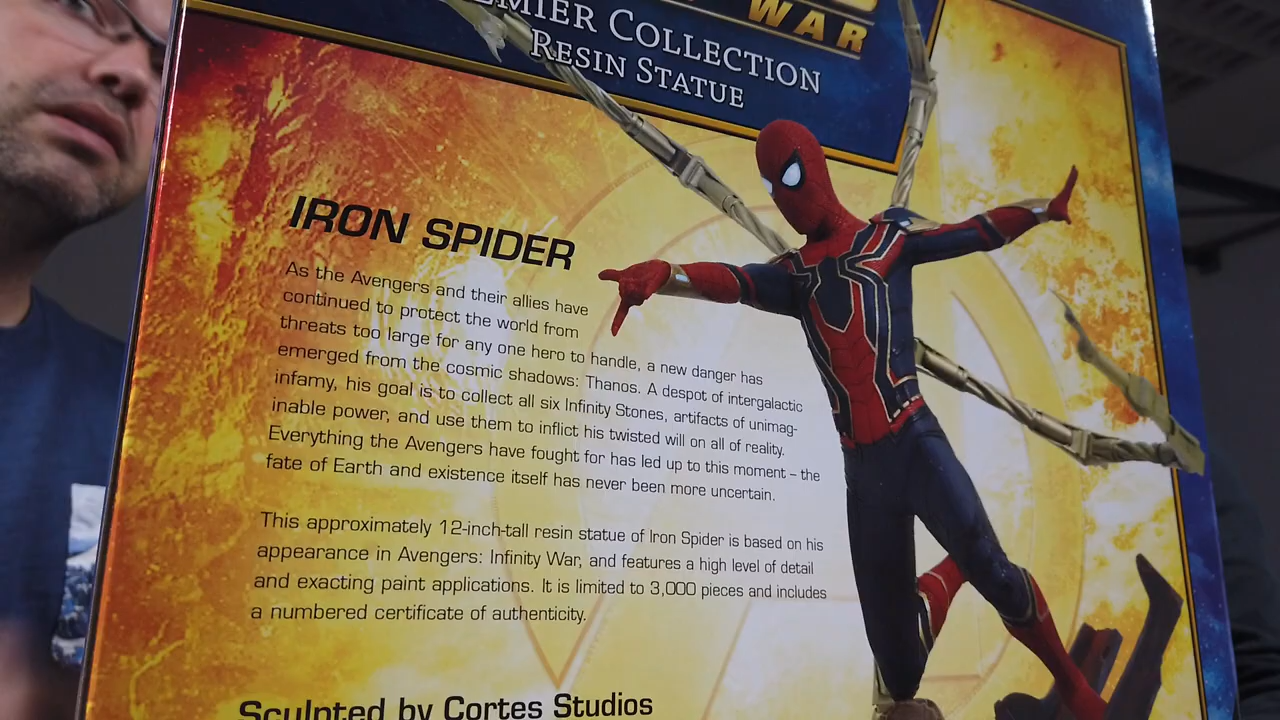 WAR
PREMIER COLLECTION
RESIN STATUE
IRON SPIDER
As the Avengers and their allies have
continued to protect the world from
threats too large for any one hero to handle, a new danger has
emerged from the cosmic shadows: Thanos. A despot of intergalactic
infamy, his goal is to collect all six Infinity Stones, artifacts of unimag-
inable power, and use them to inflict his twisted will on all of reality.
Everything the Avengers have fought for has led up to this moment – the
fate of Earth and existence itself has never been more uncertain.
This approximately 12-inch-tall resin statue of Iron Spider is based on his
appearance in Avengers: Infinity War, and features a high level of detail
and exacting paint applications. It is limited to 3,000 pieces and includes
a numbered certificate of authenticity.
Sculpted by Cortes Studios